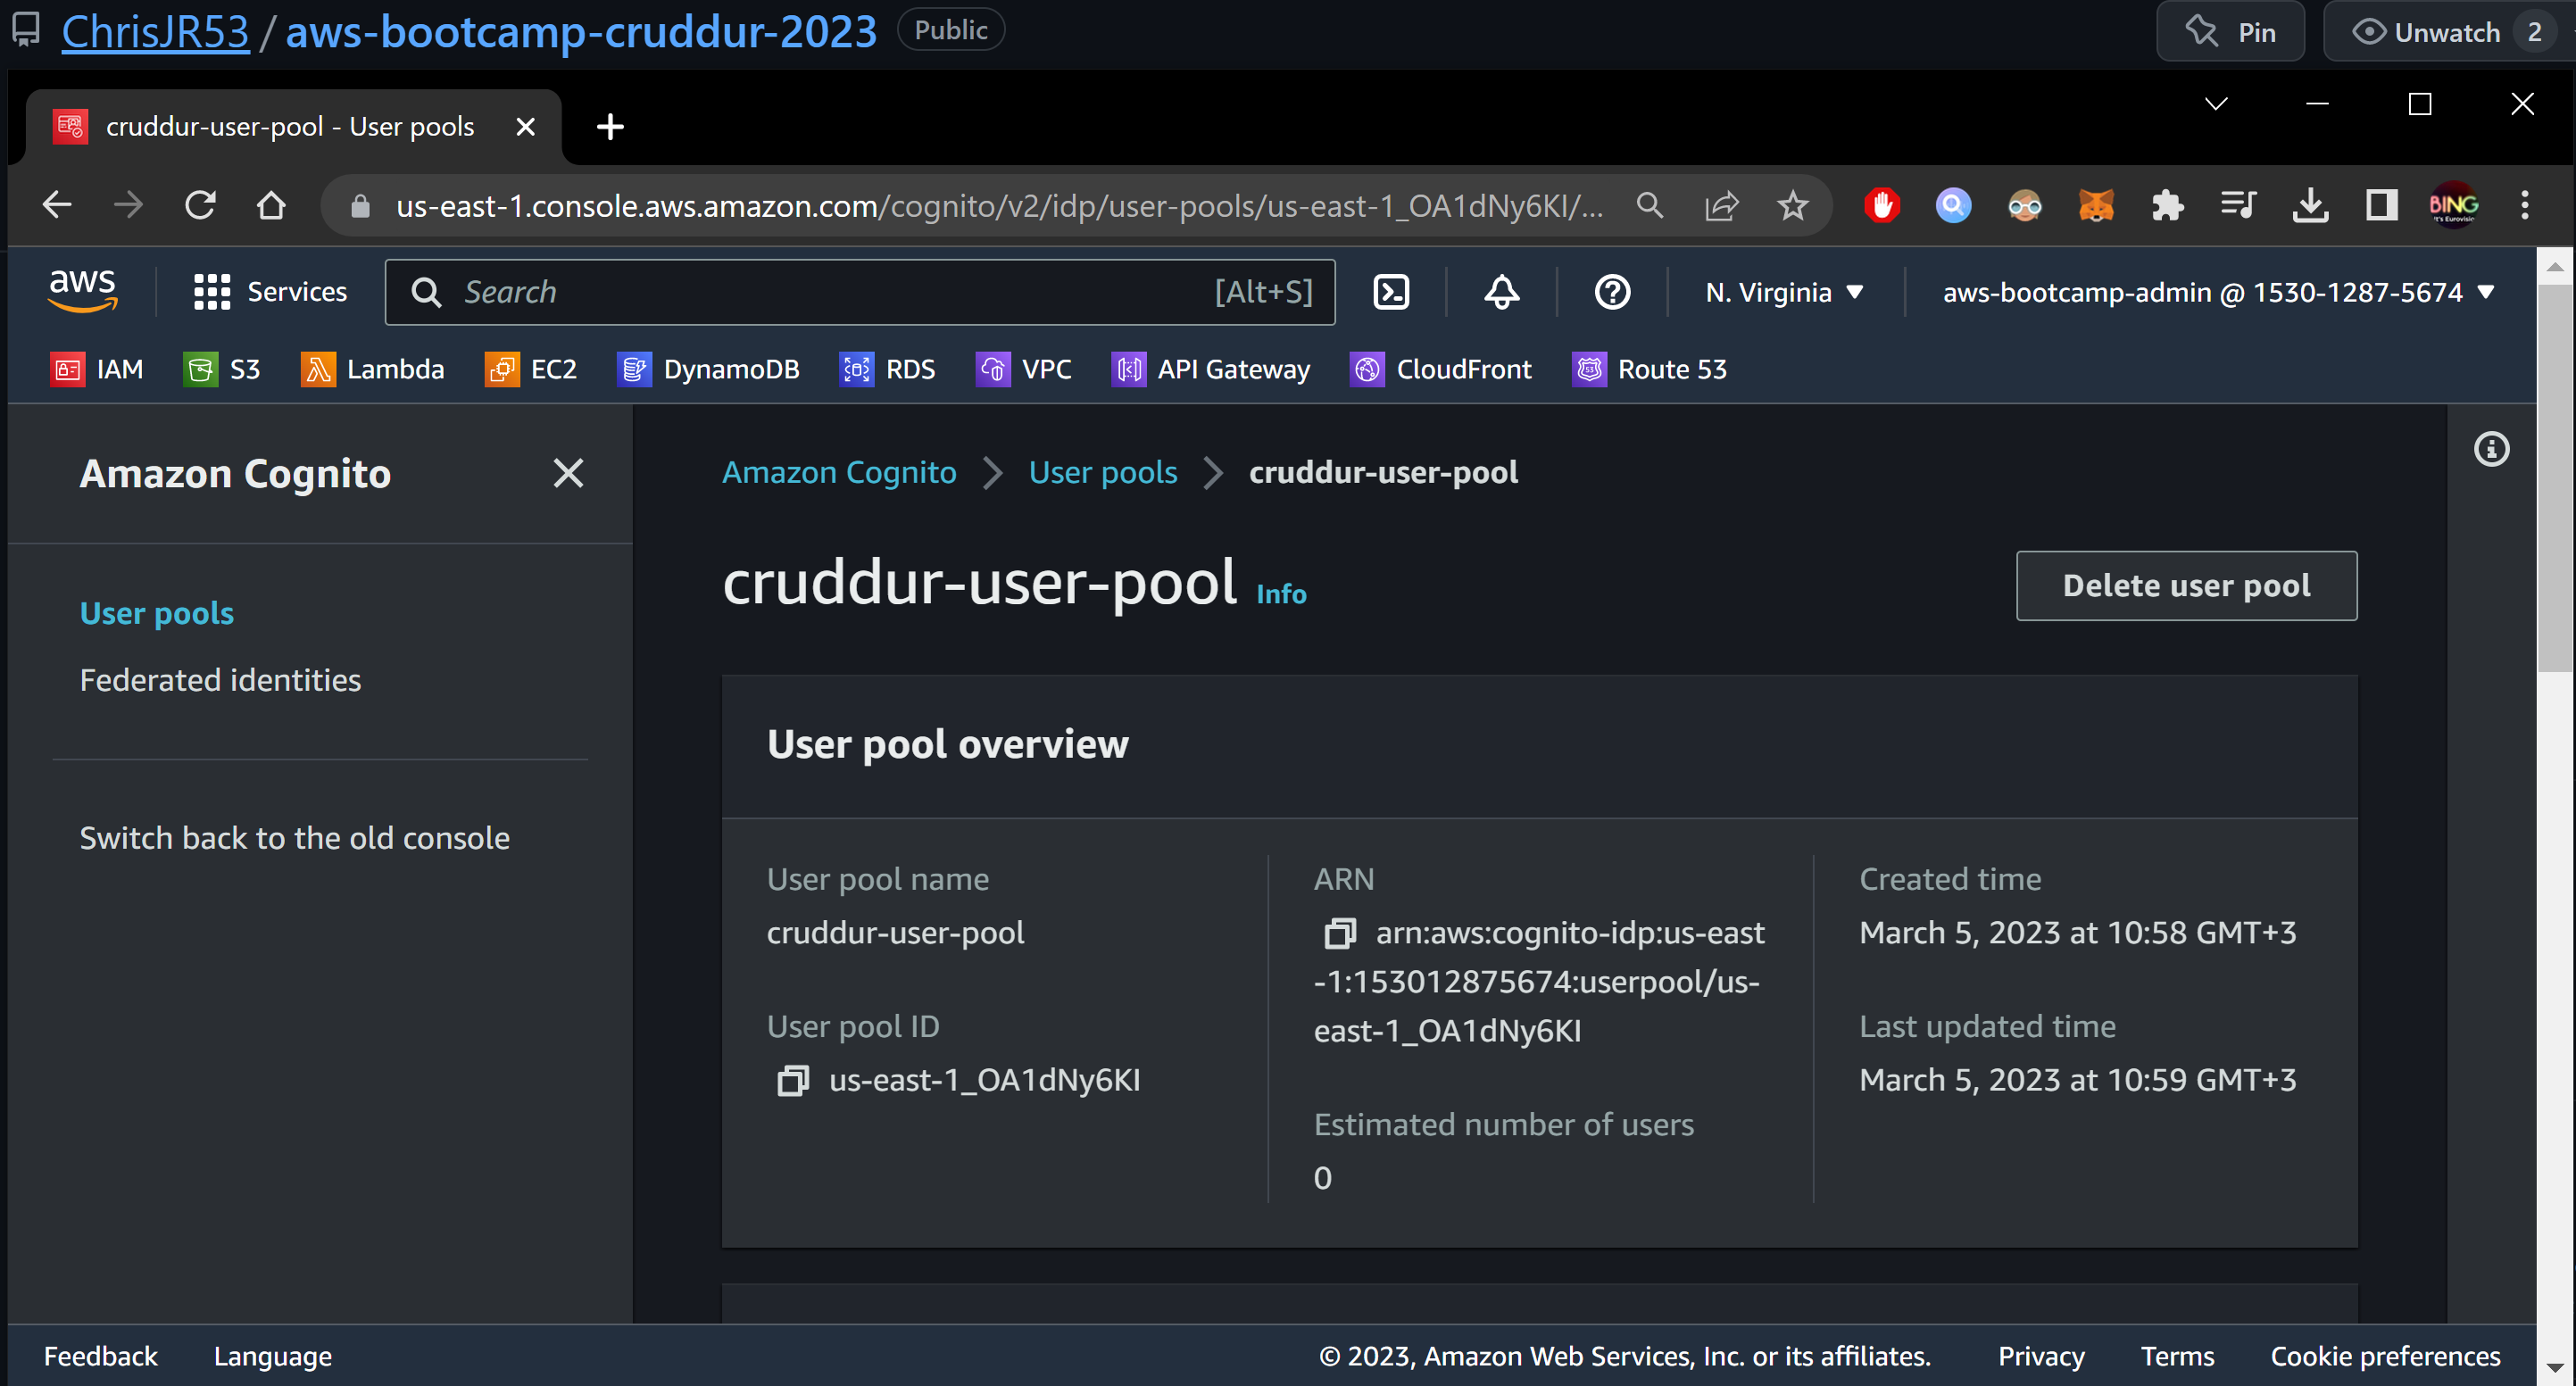 ChrisJR53 / aws-bootcamp-cruddur-2023 Public Pin Unwatch 2
cruddur-user-pool - User pools
us-east-1.console.aws.amazon.com/cognito/v2/idp/user-pools/us-east-1_OA1dNy6KI/...
BING
aws Services Search [Alt+S] N. Virginia aws-bootcamp-admin @ 1530-1287-5674
IAM S3 Lambda EC2 DynamoDB RDS VPC API Gateway CloudFront Route 53
Amazon Cognito
User pools
Federated identities
Switch back to the old console
Amazon Cognito User pools cruddur-user-pool
cruddur-user-pool Info
Delete user pool
User pool overview
User pool name
cruddur-user-pool
User pool ID
us-east-1_OA1dNy6KI
ARN
arn:aws:cognito-idp:us-east
-1:153012875674:userpool/us-
east-1_OA1dNy6KI
Estimated number of users
0
Created time
March 5, 2023 at 10:58 GMT+3
Last updated time
March 5, 2023 at 10:59 GMT+3
Feedback Language © 2023, Amazon Web Services, Inc. or its affiliates. Privacy Terms Cookie preferences